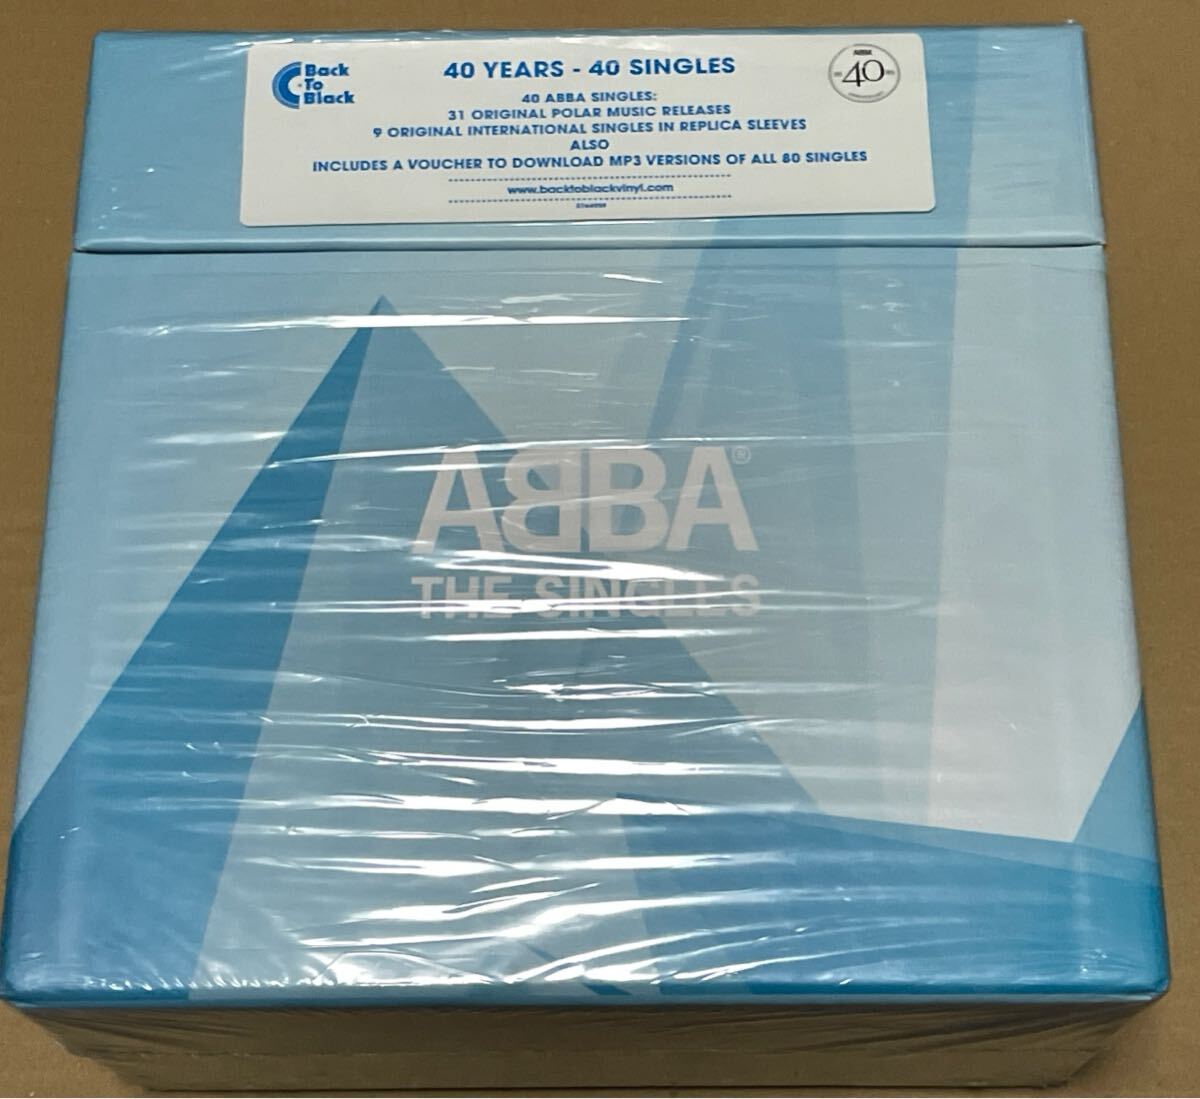 Back
To
Black
40 YEARS - 40 SINGLES
ABBA
40
40 ABBA SINGLES:
31 ORIGINAL POLAR MUSIC RELEASES
9 ORIGINAL INTERNATIONAL SINGLES IN REPLICA SLEEVES
ALSO
INCLUDES A VOUCHER TO DOWNLOAD MP3 VERSIONS OF ALL 80 SINGLES
www.backtoblackvinyl.com
AᗺBA®
THE SINGLES